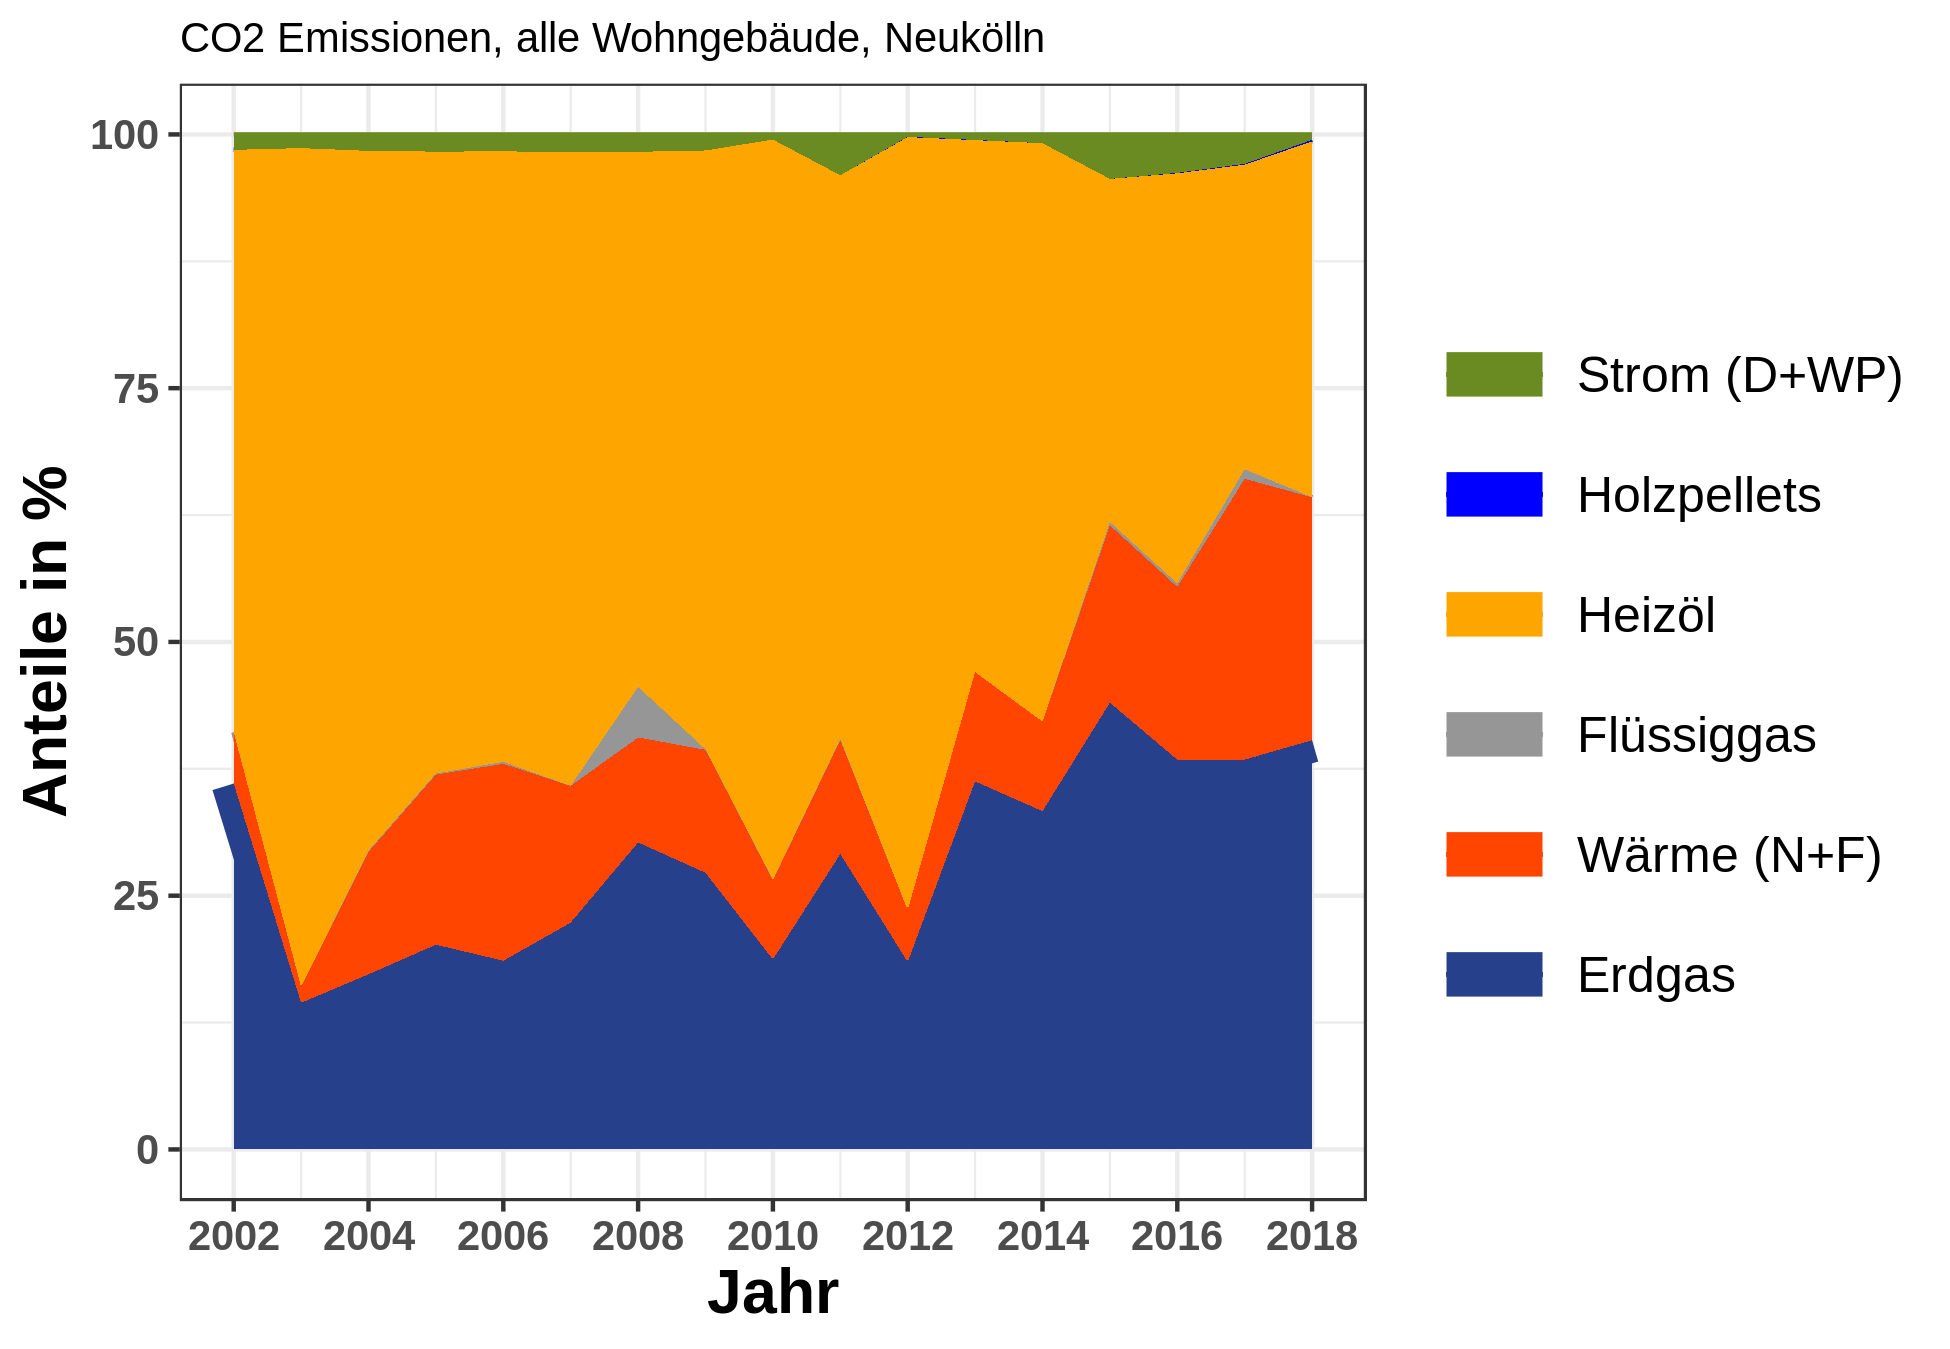 CO2 Emissionen, alle Wohngebäude, Neukölln
Anteile in %
100
75
50
25
0
2002 2004 2006 2008 2010 2012 2014 2016 2018
Jahr
Strom (D+WP)
Holzpellets
Heizöl
Flüssiggas
Wärme (N+F)
Erdgas